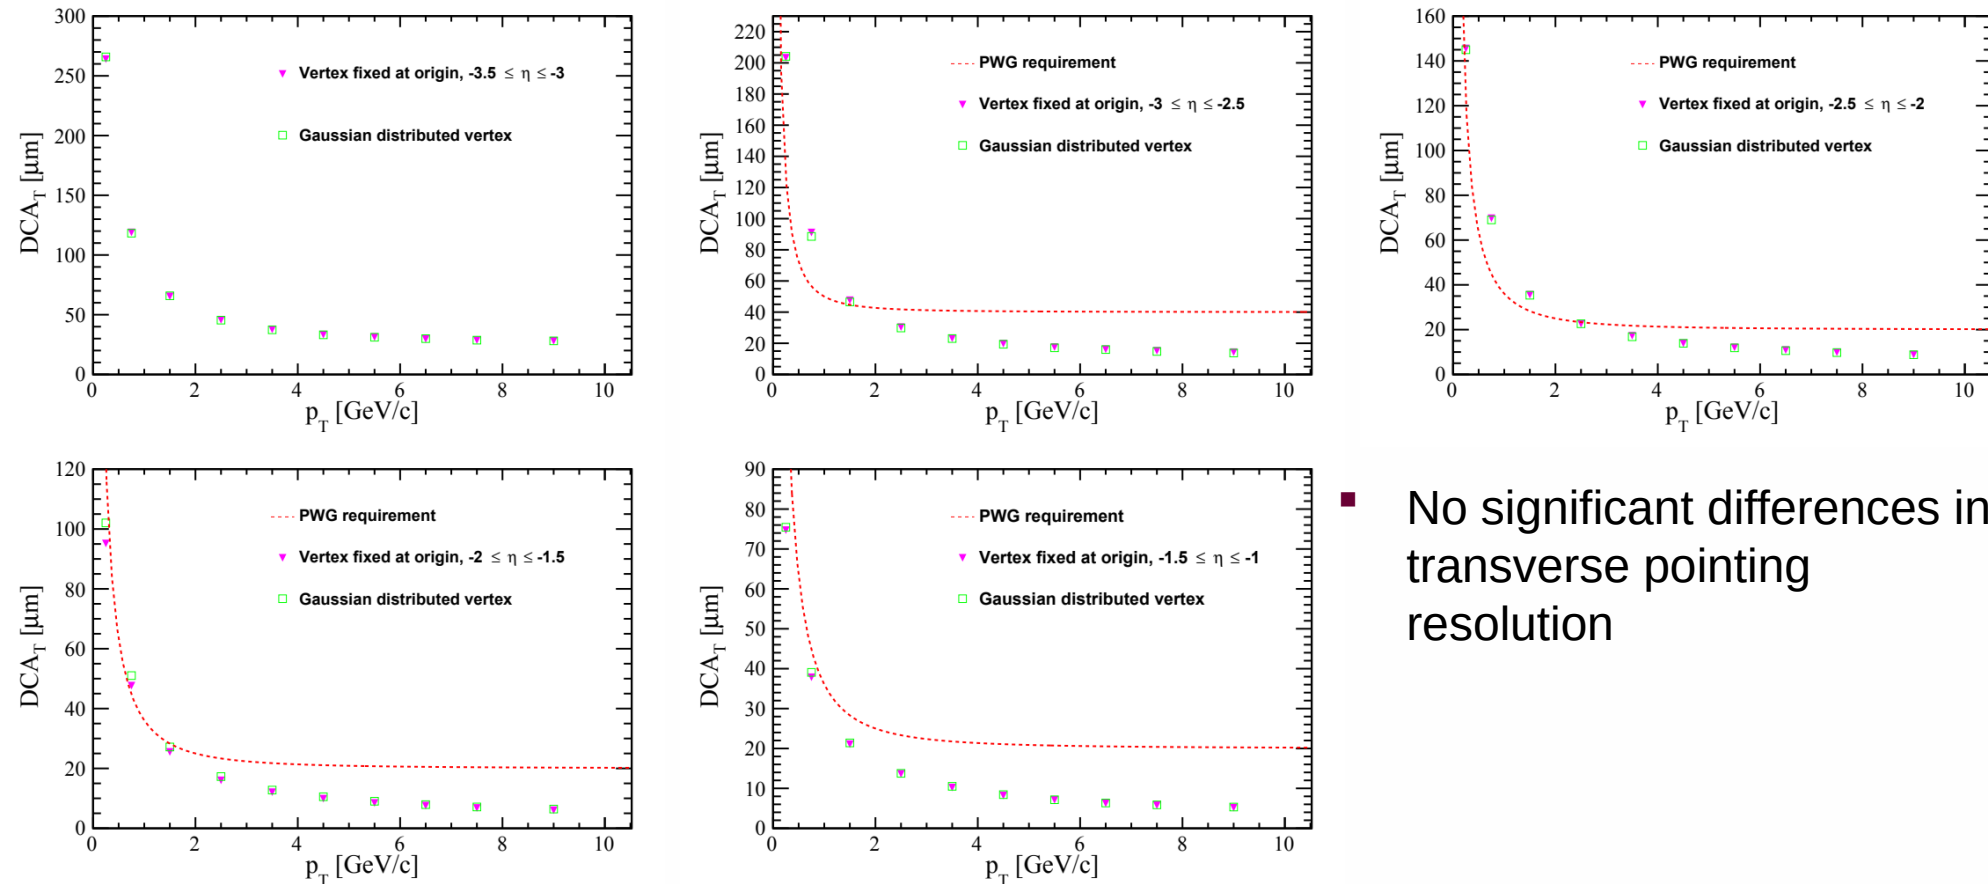 300
250
200
150
100
50
0
DCA_T [μm]
Vertex fixed at origin, -3.5 ≤ η ≤ -3
Gaussian distributed vertex
0 2 4 6 8 10
p_T [GeV/c]
220
200
180
160
140
120
100
80
60
40
20
0
DCA_T [μm]
PWG requirement
Vertex fixed at origin, -3 ≤ η ≤ -2.5
Gaussian distributed vertex
0 2 4 6 8 10
p_T [GeV/c]
160
140
120
100
80
60
40
20
0
DCA_T [μm]
PWG requirement
Vertex fixed at origin, -2.5 ≤ η ≤ -2
Gaussian distributed vertex
0 2 4 6 8 10
p_T [GeV/c]
120
100
80
60
40
20
0
DCA_T [μm]
PWG requirement
Vertex fixed at origin, -2 ≤ η ≤ -1.5
Gaussian distributed vertex
0 2 4 6 8 10
p_T [GeV/c]
90
80
70
60
50
40
30
20
10
0
DCA_T [μm]
PWG requirement
Vertex fixed at origin, -1.5 ≤ η ≤ -1
Gaussian distributed vertex
0 2 4 6 8 10
p_T [GeV/c]
No significant differences in
transverse pointing
resolution